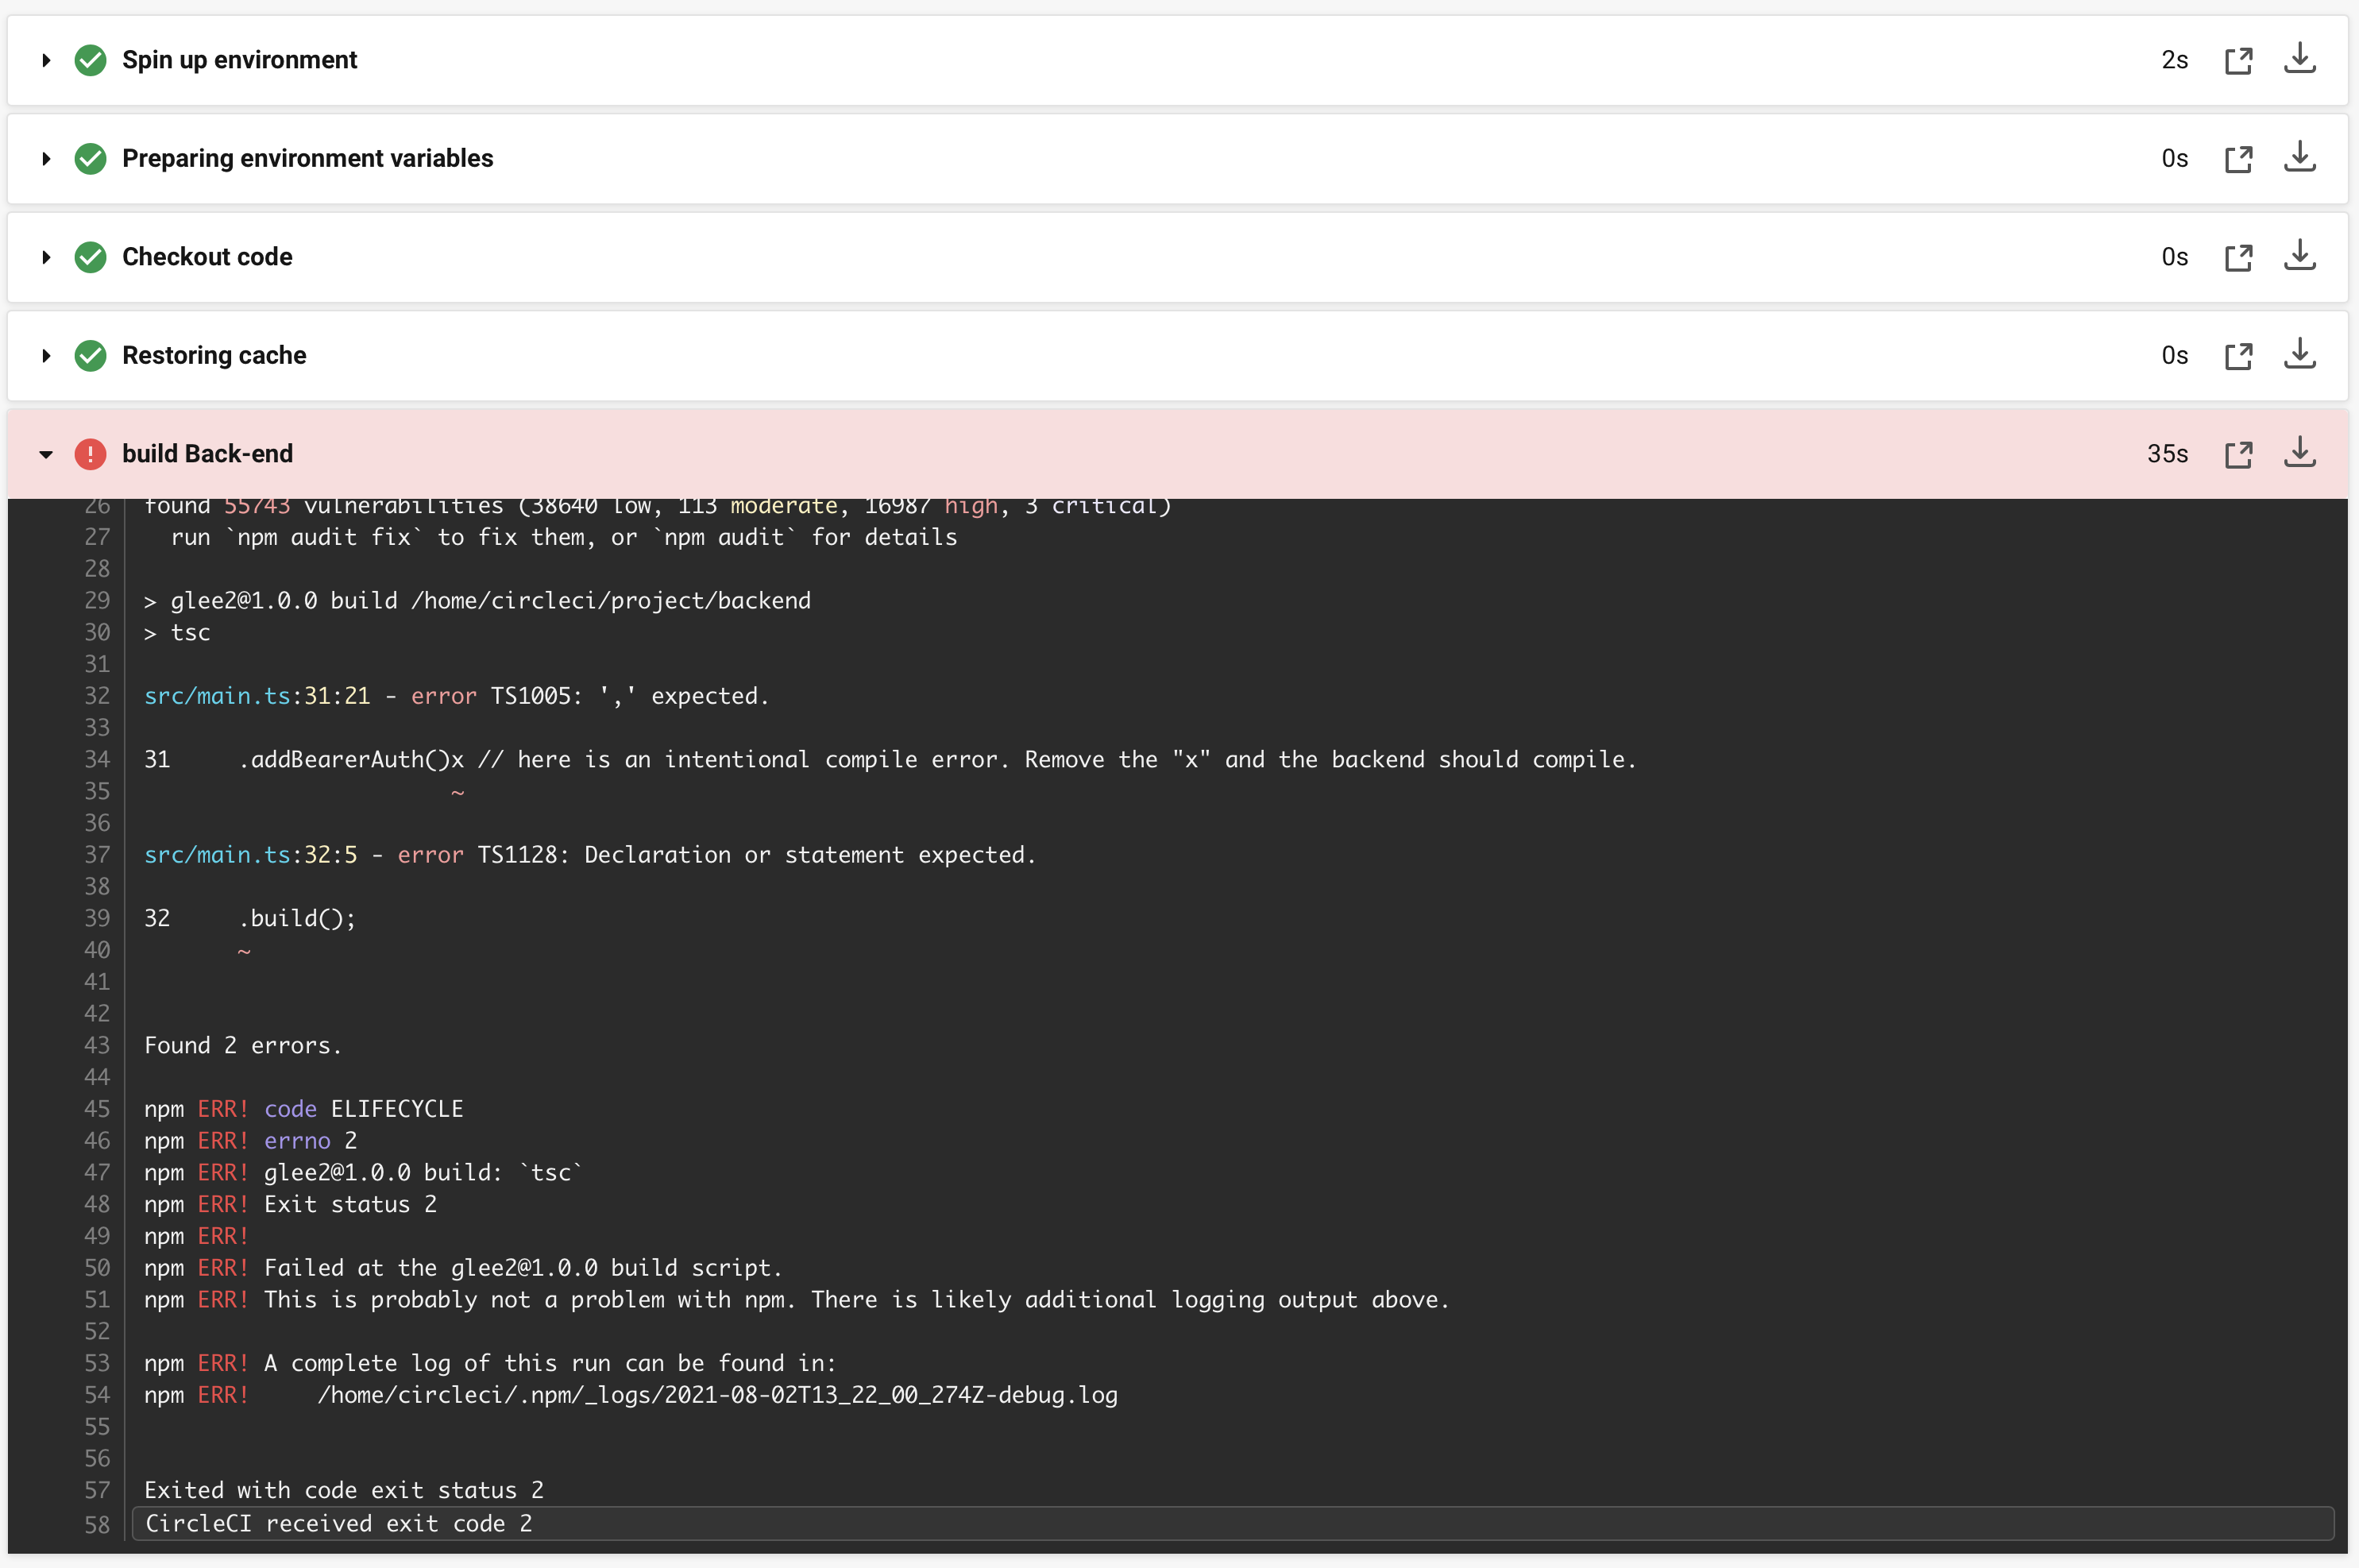 Spin up environment 2s
Preparing environment variables 0s
Checkout code 0s
Restoring cache 0s
build Back-end 35s
26 found 55743 vulnerabilities (38640 low, 113 moderate, 16987 high, 3 critical)
27   run `npm audit fix` to fix them, or `npm audit` for details
28
29 > glee2@1.0.0 build /home/circleci/project/backend
30 > tsc
31
32 src/main.ts:31:21 - error TS1005: ',' expected.
33
34 31     .addBearerAuth()x // here is an intentional compile error. Remove the "x" and the backend should compile.
35                        ~
36
37 src/main.ts:32:5 - error TS1128: Declaration or statement expected.
38
39 32     .build();
40        ~
41
42
43 Found 2 errors.
44
45 npm ERR! code ELIFECYCLE
46 npm ERR! errno 2
47 npm ERR! glee2@1.0.0 build: `tsc`
48 npm ERR! Exit status 2
49 npm ERR!
50 npm ERR! Failed at the glee2@1.0.0 build script.
51 npm ERR! This is probably not a problem with npm. There is likely additional logging output above.
52
53 npm ERR! A complete log of this run can be found in:
54 npm ERR!     /home/circleci/.npm/_logs/2021-08-02T13_22_00_274Z-debug.log
55
56
57 Exited with code exit status 2
58 CircleCI received exit code 2